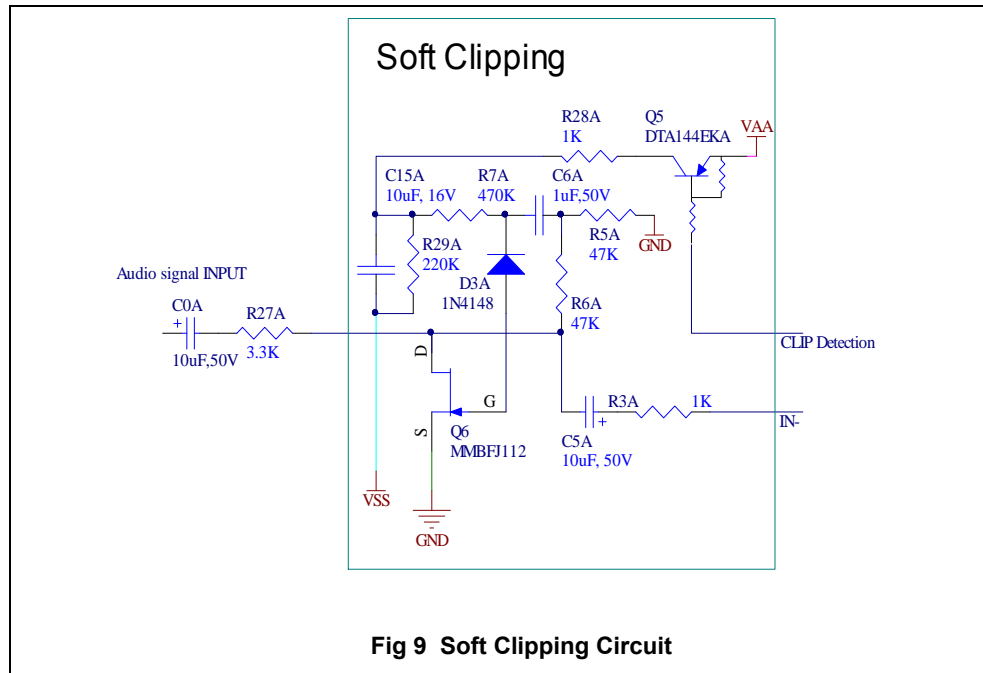 Soft Clipping
R28A
1K
Q5
DTA144EKA
VAA
C15A
10uF, 16V
R7A
470K
C6A
1uF,50V
R5A
47K
GND
R29A
220K
D3A
1N4148
R6A
47K
Audio signal INPUT
C0A
+
10uF,50V
R27A
3.3K
CLIP Detection
D
G
S
Q6
MMBFJ112
R3A
1K
IN-
+
C5A
10uF, 50V
VSS
GND
Fig 9 Soft Clipping Circuit